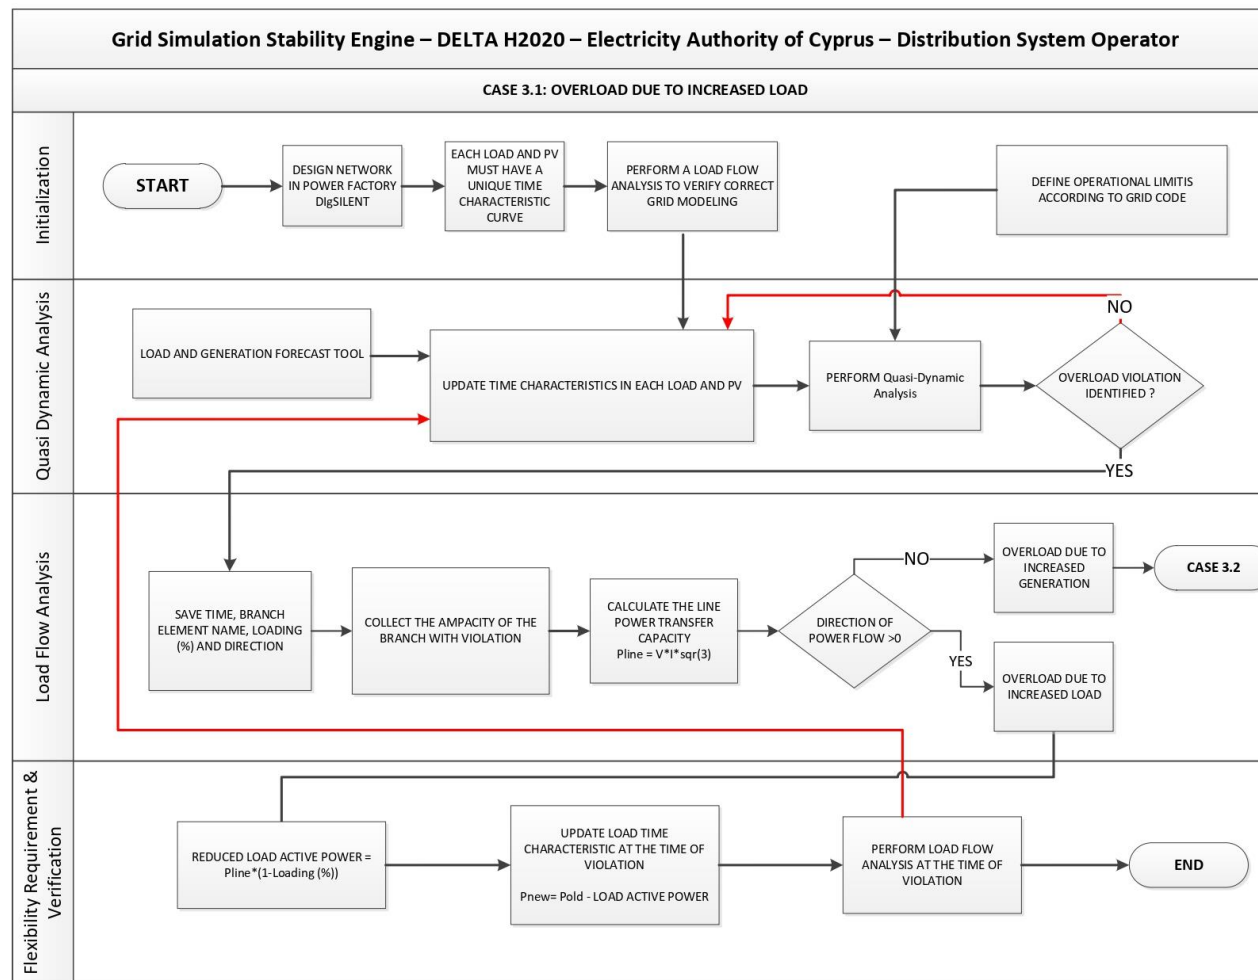 Grid Simulation Stability Engine – DELTA H2020 – Electricity Authority of Cyprus – Distribution System Operator
CASE 3.1: OVERLOAD DUE TO INCREASED LOAD
Initialization
START
DESIGN NETWORK
IN POWER FACTORY
DIgSILENT
EACH LOAD AND PV
MUST HAVE A
UNIQUE TIME
CHARACTERISTIC
CURVE
PERFORM A LOAD FLOW
ANALYSIS TO VERIFY CORRECT
GRID MODELING
DEFINE OPERATIONAL LIMITIS
ACCORDING TO GRID CODE
Quasi Dynamic Analysis
LOAD AND GENERATION FORECAST TOOL
UPDATE TIME CHARACTERISTICS IN EACH LOAD AND PV
PERFORM Quasi-Dynamic
Analysis
NO
OVERLOAD VIOLATION
IDENTIFIED ?
YES
Load Flow Analysis
SAVE TIME, BRANCH
ELEMENT NAME, LOADING
(%) AND DIRECTION
COLLECT THE AMPACITY OF THE
BRANCH WITH VIOLATION
CALCULATE THE LINE
POWER TRANSFER
CAPACITY
Pline = V*I*sqr(3)
DIRECTION OF
POWER FLOW >0
NO
OVERLOAD DUE TO
INCREASED
GENERATION
CASE 3.2
YES
OVERLOAD DUE TO
INCREASED LOAD
Flexibility Requirement &
Verification
REDUCED LOAD ACTIVE POWER =
Pline*(1-Loading (%))
UPDATE LOAD TIME
CHARACTERISTIC AT THE TIME OF
VIOLATION
Pnew= Pold - LOAD ACTIVE POWER
PERFORM LOAD FLOW
ANALYSIS AT THE TIME OF
VIOLATION
END